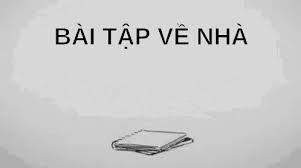 BÀI TẬP VỀ NHÀ